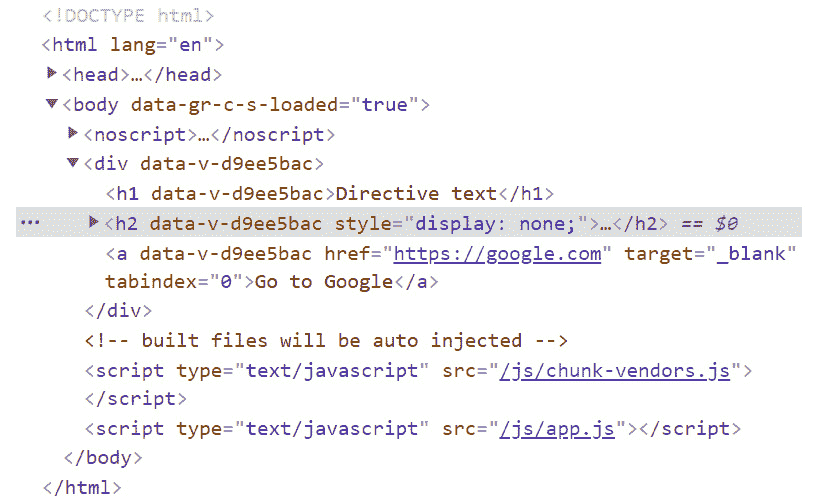 <!DOCTYPE html>
<html lang="en">
<head>…</head>
<body data-gr-c-s-loaded="true">
<noscript>…</noscript>
<div data-v-d9ee5bac>
<h1 data-v-d9ee5bac>Directive text</h1>
… <h2 data-v-d9ee5bac style="display: none;">…</h2> == $0
<a data-v-d9ee5bac href="https://google.com" target="_blank"
tabindex="0">Go to Google</a>
</div>
<!-- built files will be auto injected -->
<script type="text/javascript" src="/js/chunk-vendors.js">
</script>
<script type="text/javascript" src="/js/app.js"></script>
</body>
</html>